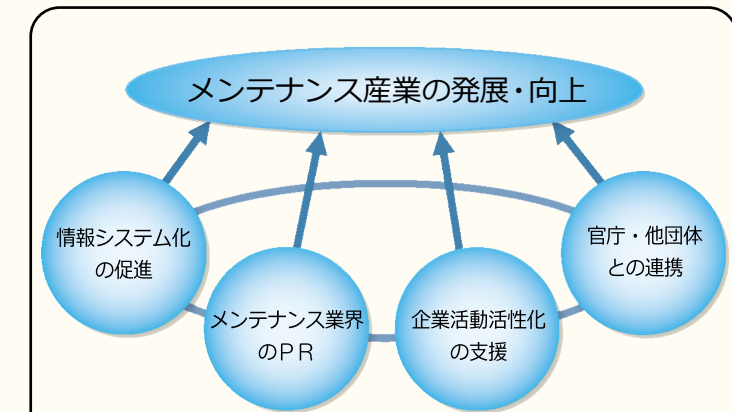 メンテナンス産業の発展・向上
情報システム化
の促進
メンテナンス業界
のＰＲ
企業活動活性化
の支援
官庁・他団体
との連携